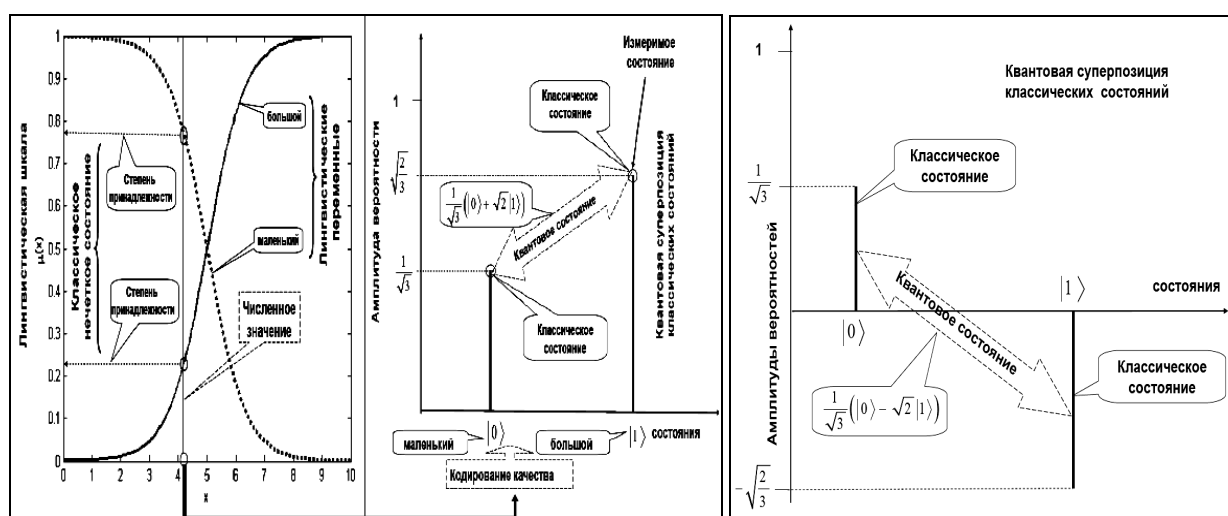 Лингвистическая шкала
Классическое
нечеткое состояние
μ(x)
1
0.9
0.8
0.7
0.6
0.5
0.4
0.3
0.2
0.1
0
0 1 2 3 4 5 6 7 8 9 10
x
Степень
принадлежности
Степень
принадлежности
большой
маленький
Численное
значение
Лингвистические
переменные
Амплитуда вероятности
1
√(2/3)
1/√3
Измеримое
состояние
Классическое
состояние
1/√3 (|0⟩ + √2 |1⟩)
Квантовое состояние
Классическое
состояние
Квантовая суперпозиция
классических состояний
маленький |0⟩ большой |1⟩ состояния
Кодирование качества
Амплитуды вероятностей
1
1/√3
-√(2/3)
Квантовая суперпозиция
классических состояний
Классическое
состояние
|0⟩
|1⟩ состояния
Квантовое состояние
1/√3 (|0⟩ - √2 |1⟩)
Классическое
состояние